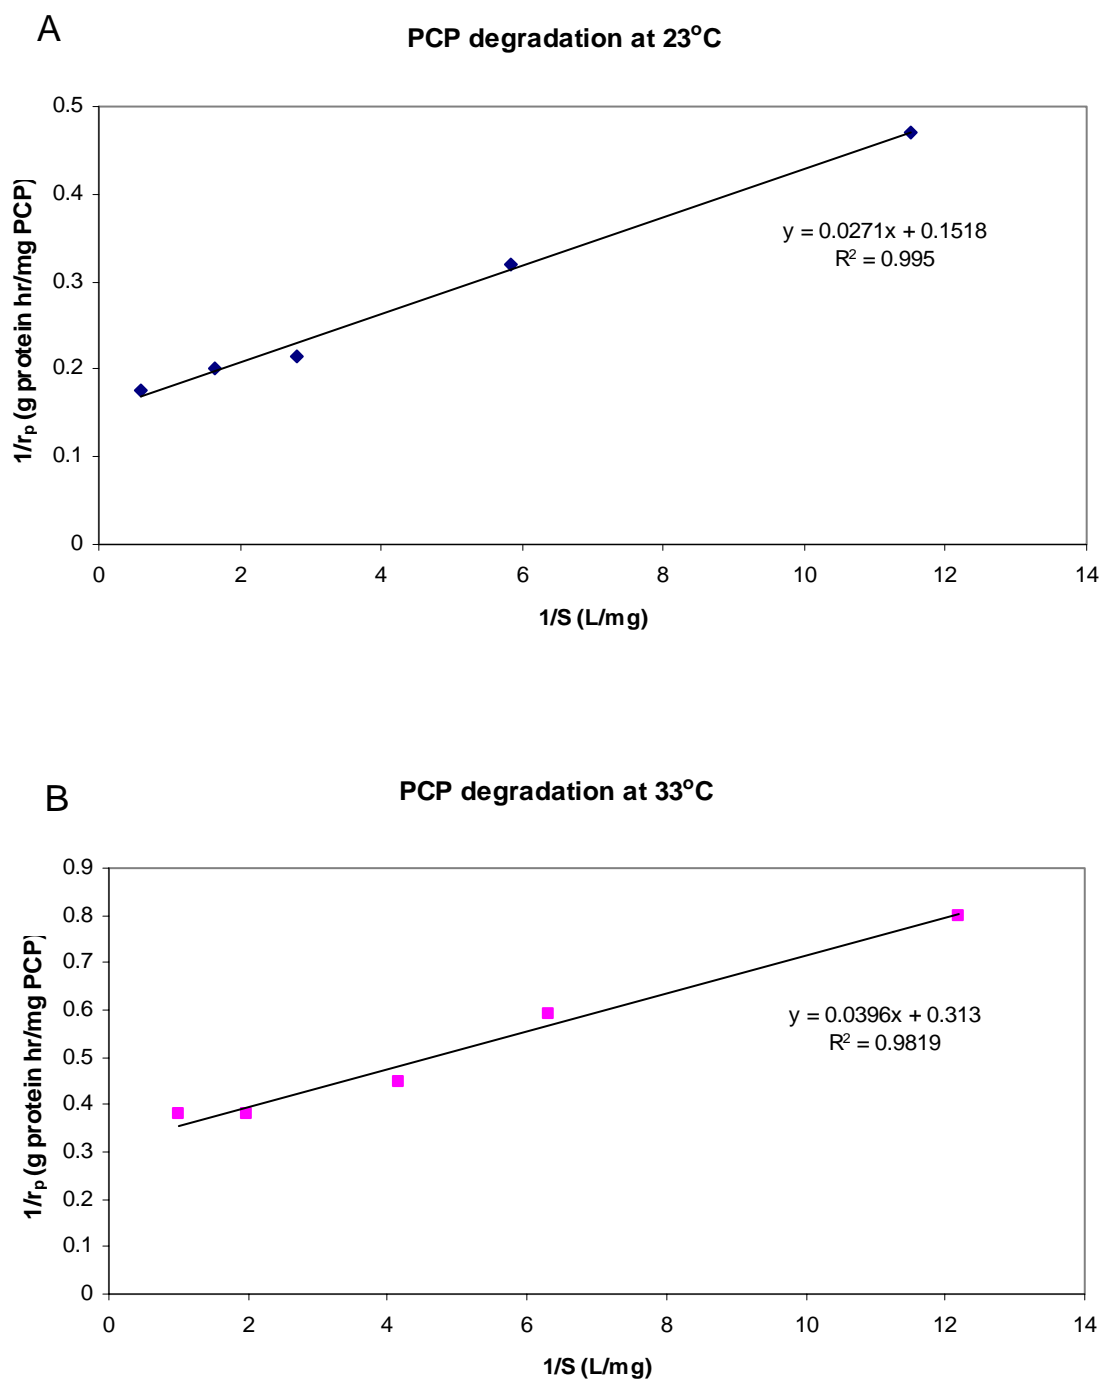 A
PCP degradation at 23°C
0.5
0.4
0.3
0.2
0.1
0
1/rp (g protein hr/mg PCP)
y = 0.0271x + 0.1518
R² = 0.995
0 2 4 6 8 10 12 14
1/S (L/mg)
B
PCP degradation at 33°C
0.9
0.8
0.7
0.6
0.5
0.4
0.3
0.2
0.1
0
1/rp (g protein hr/mg PCP)
y = 0.0396x + 0.313
R² = 0.9819
0 2 4 6 8 10 12 14
1/S (L/mg)